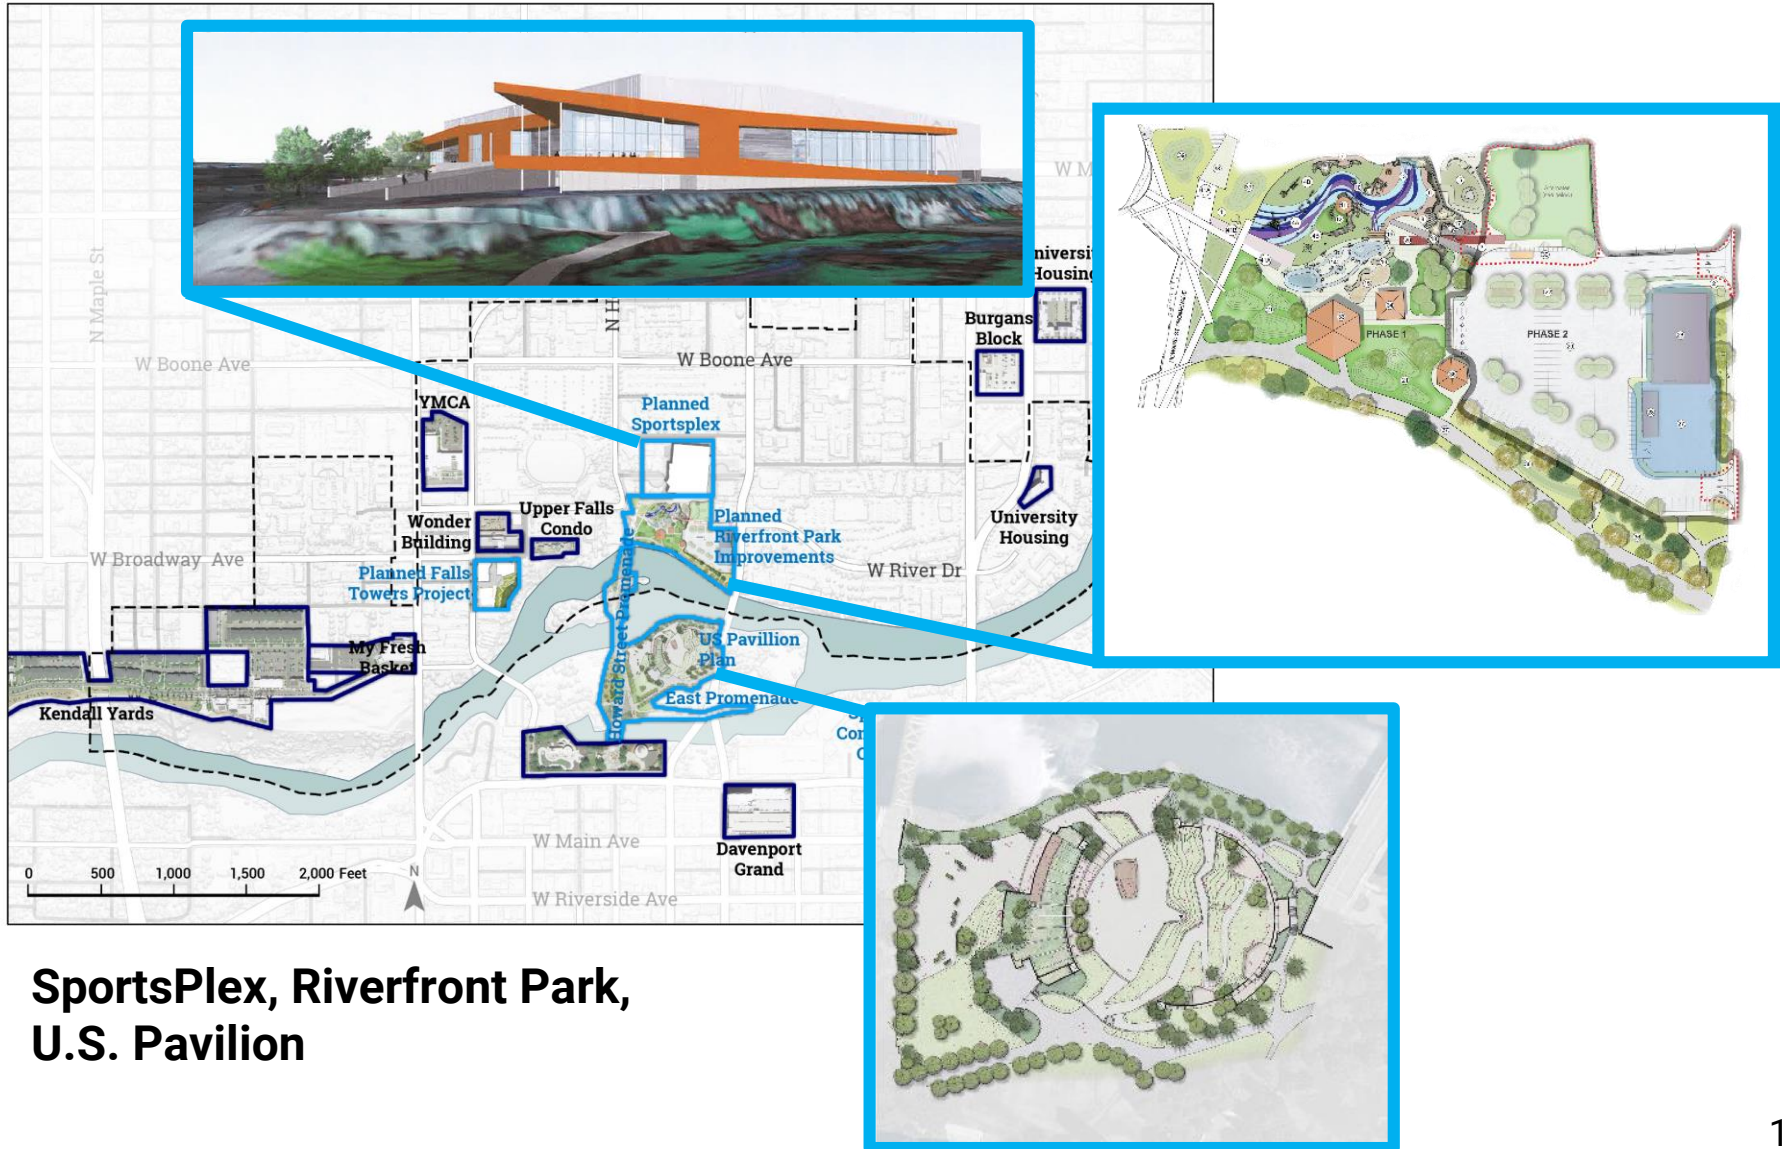 N Maple St
N H
W M
W Boone Ave
W Boone Ave
niversit
Housing
Burgans
Block
YMCA
Planned
Sportsplex
Wonder
Building
Upper Falls
Condo
Planned
Riverfront Park
Improvements
University
Housing
W Broadway Ave
Planned Falls
Towers Project
W River Dr
Howard Street Promenade
US Pavillion
Plan
East Promenade
My Fresh
Basket
Kendall Yards
Con
W Main Ave
Davenport
Grand
W Riverside Ave
0 500 1,000 1,500 2,000 Feet
N
PHASE 1
PHASE 2
SportsPlex, Riverfront Park,
U.S. Pavilion
1